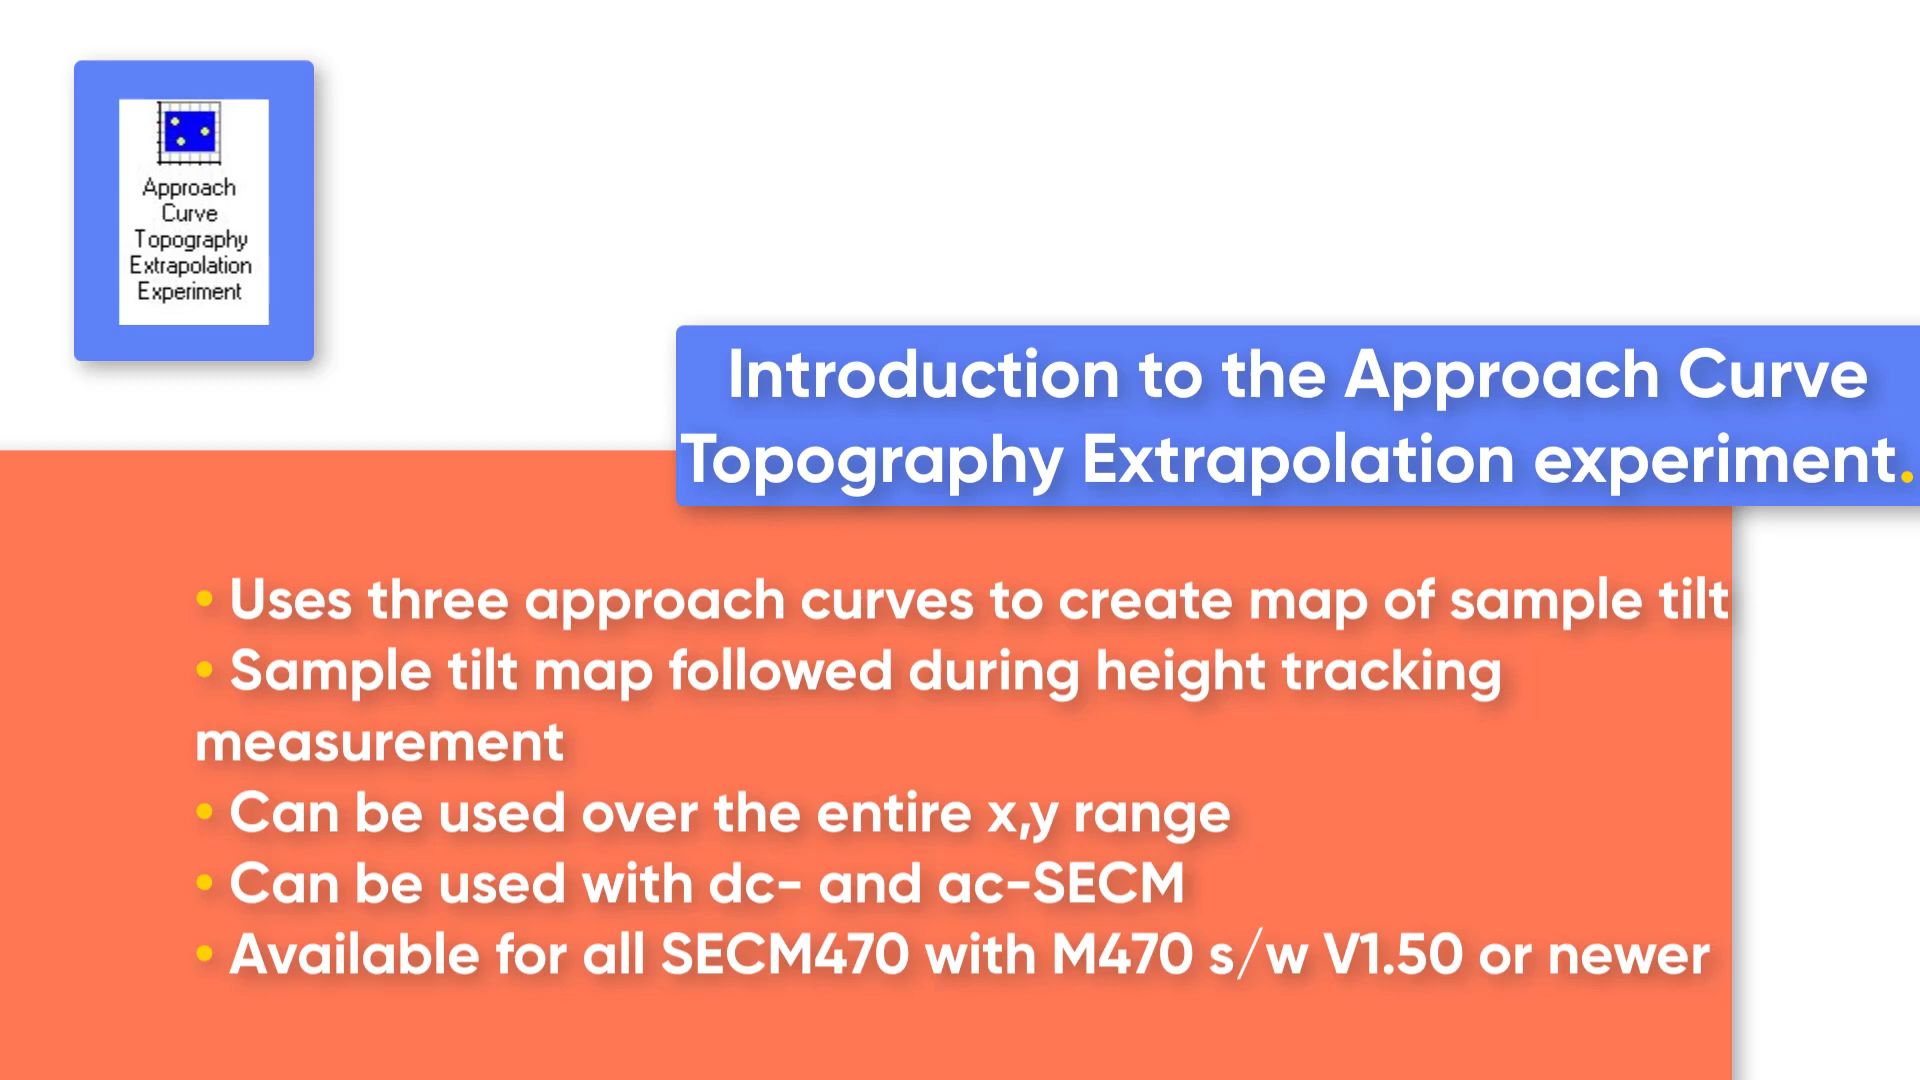 Approach
Curve
Topography
Extrapolation
Experiment
Introduction to the Approach Curve
Topography Extrapolation experiment.
• Uses three approach curves to create map of sample tilt
• Sample tilt map followed during height tracking
measurement
• Can be used over the entire x,y range
• Can be used with dc- and ac-SECM
• Available for all SECM470 with M470 s/w V1.50 or newer